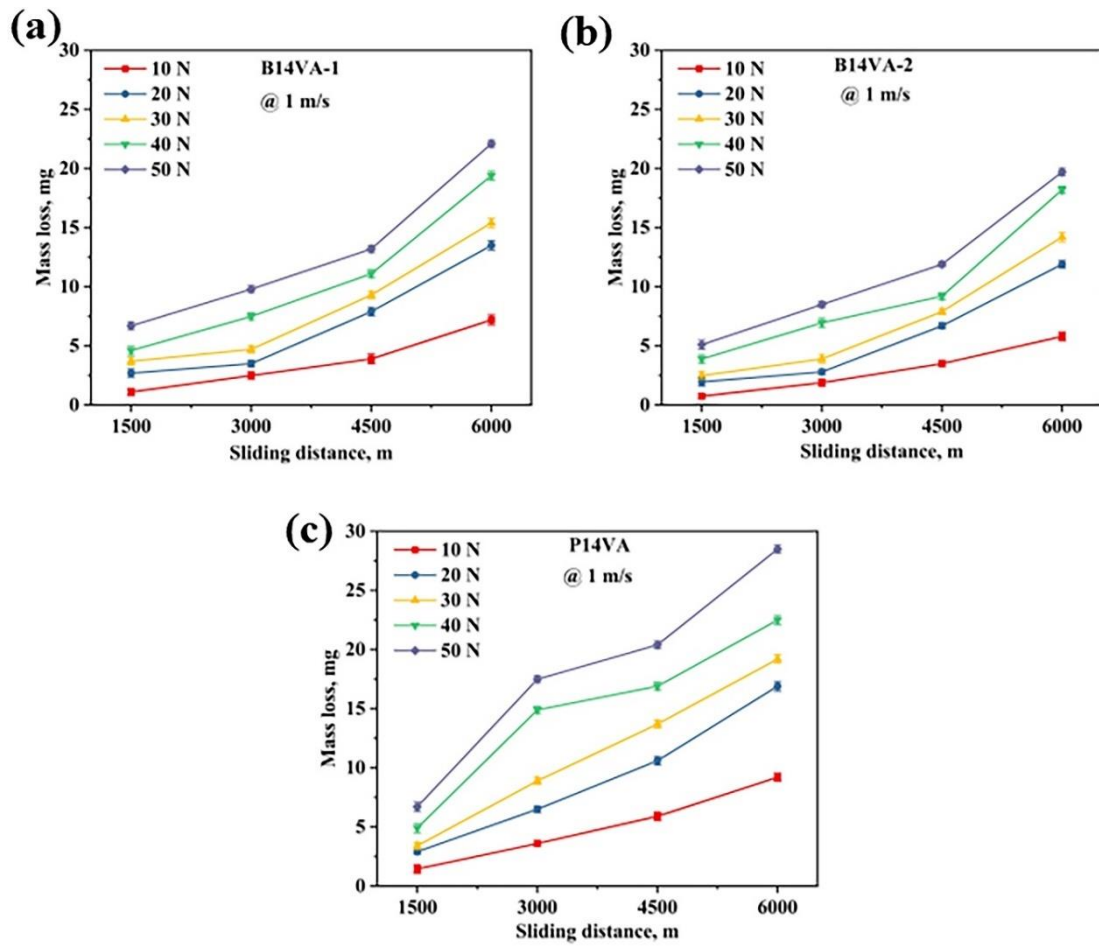 (a)
30
25
20
15
10
5
0
Mass loss, mg
10 N
20 N
30 N
40 N
50 N
B14VA-1
@ 1 m/s
1500 3000 4500 6000
Sliding distance, m
(b)
30
25
20
15
10
5
0
Mass loss, mg
10 N
20 N
30 N
40 N
50 N
B14VA-2
@ 1 m/s
1500 3000 4500 6000
Sliding distance, m
(c)
30
25
20
15
10
5
0
Mass loss, mg
10 N
20 N
30 N
40 N
50 N
P14VA
@ 1 m/s
1500 3000 4500 6000
Sliding distance, m